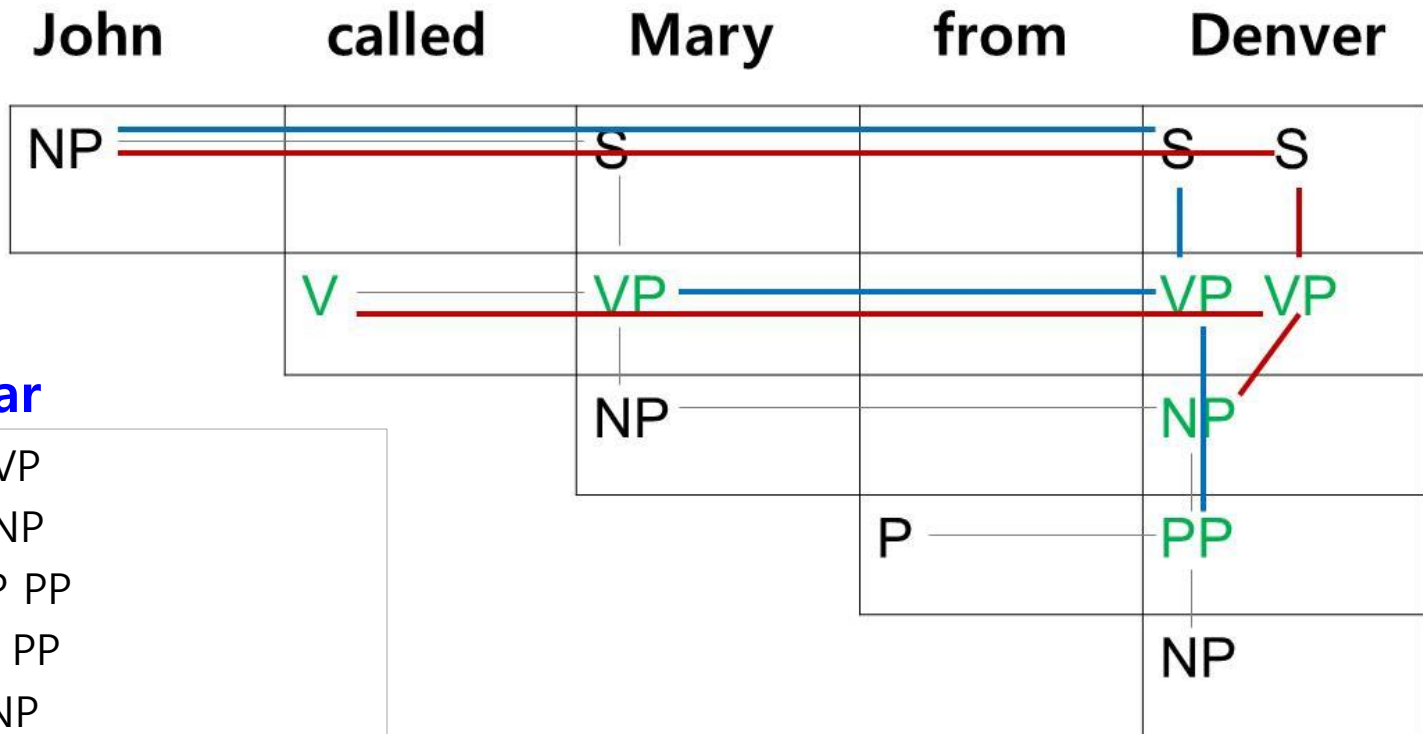 John called Mary from Denver
NP S S S
V VP VP VP
ar
NP NP
VP
NP
P PP
PP
PP
NP
NP